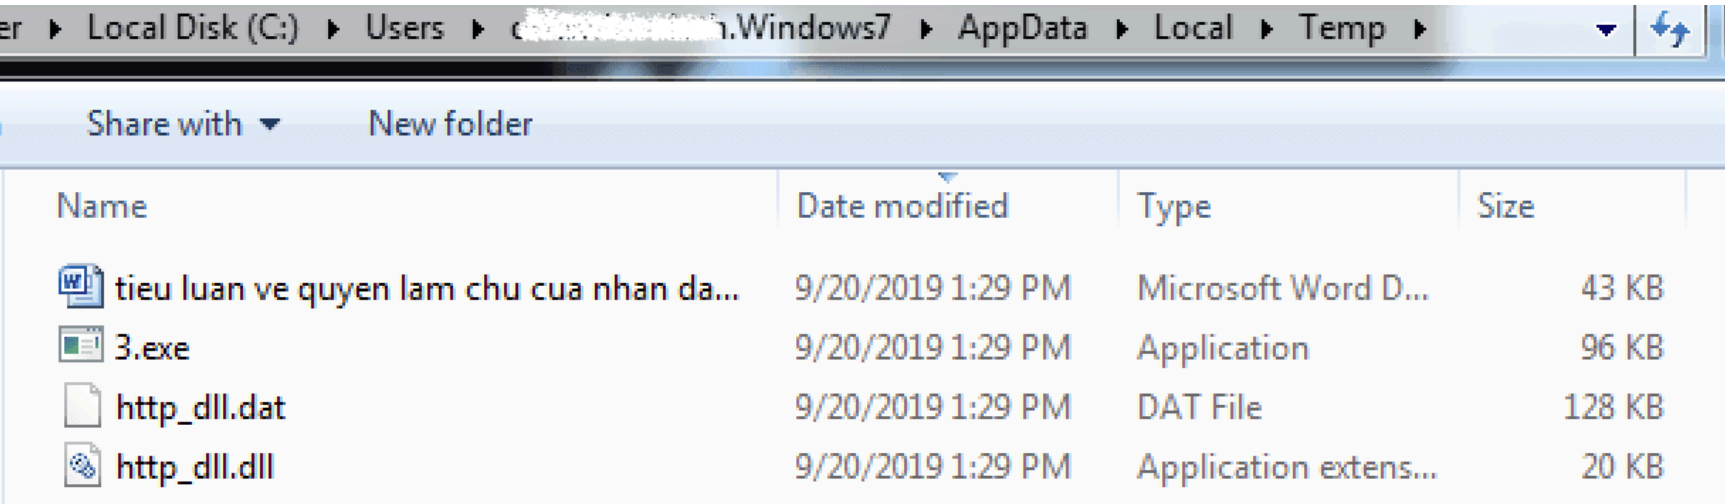 er ▸ Local Disk (C:) ▸ Users ▸ .Windows7 ▸ AppData ▸ Local ▸ Temp ▸
Share with ▾ New folder
Name Date modified Type Size
tieu luan ve quyen lam chu cua nhan da... 9/20/2019 1:29 PM Microsoft Word D... 43 KB
3.exe 9/20/2019 1:29 PM Application 96 KB
http_dll.dat 9/20/2019 1:29 PM DAT File 128 KB
http_dll.dll 9/20/2019 1:29 PM Application extens... 20 KB